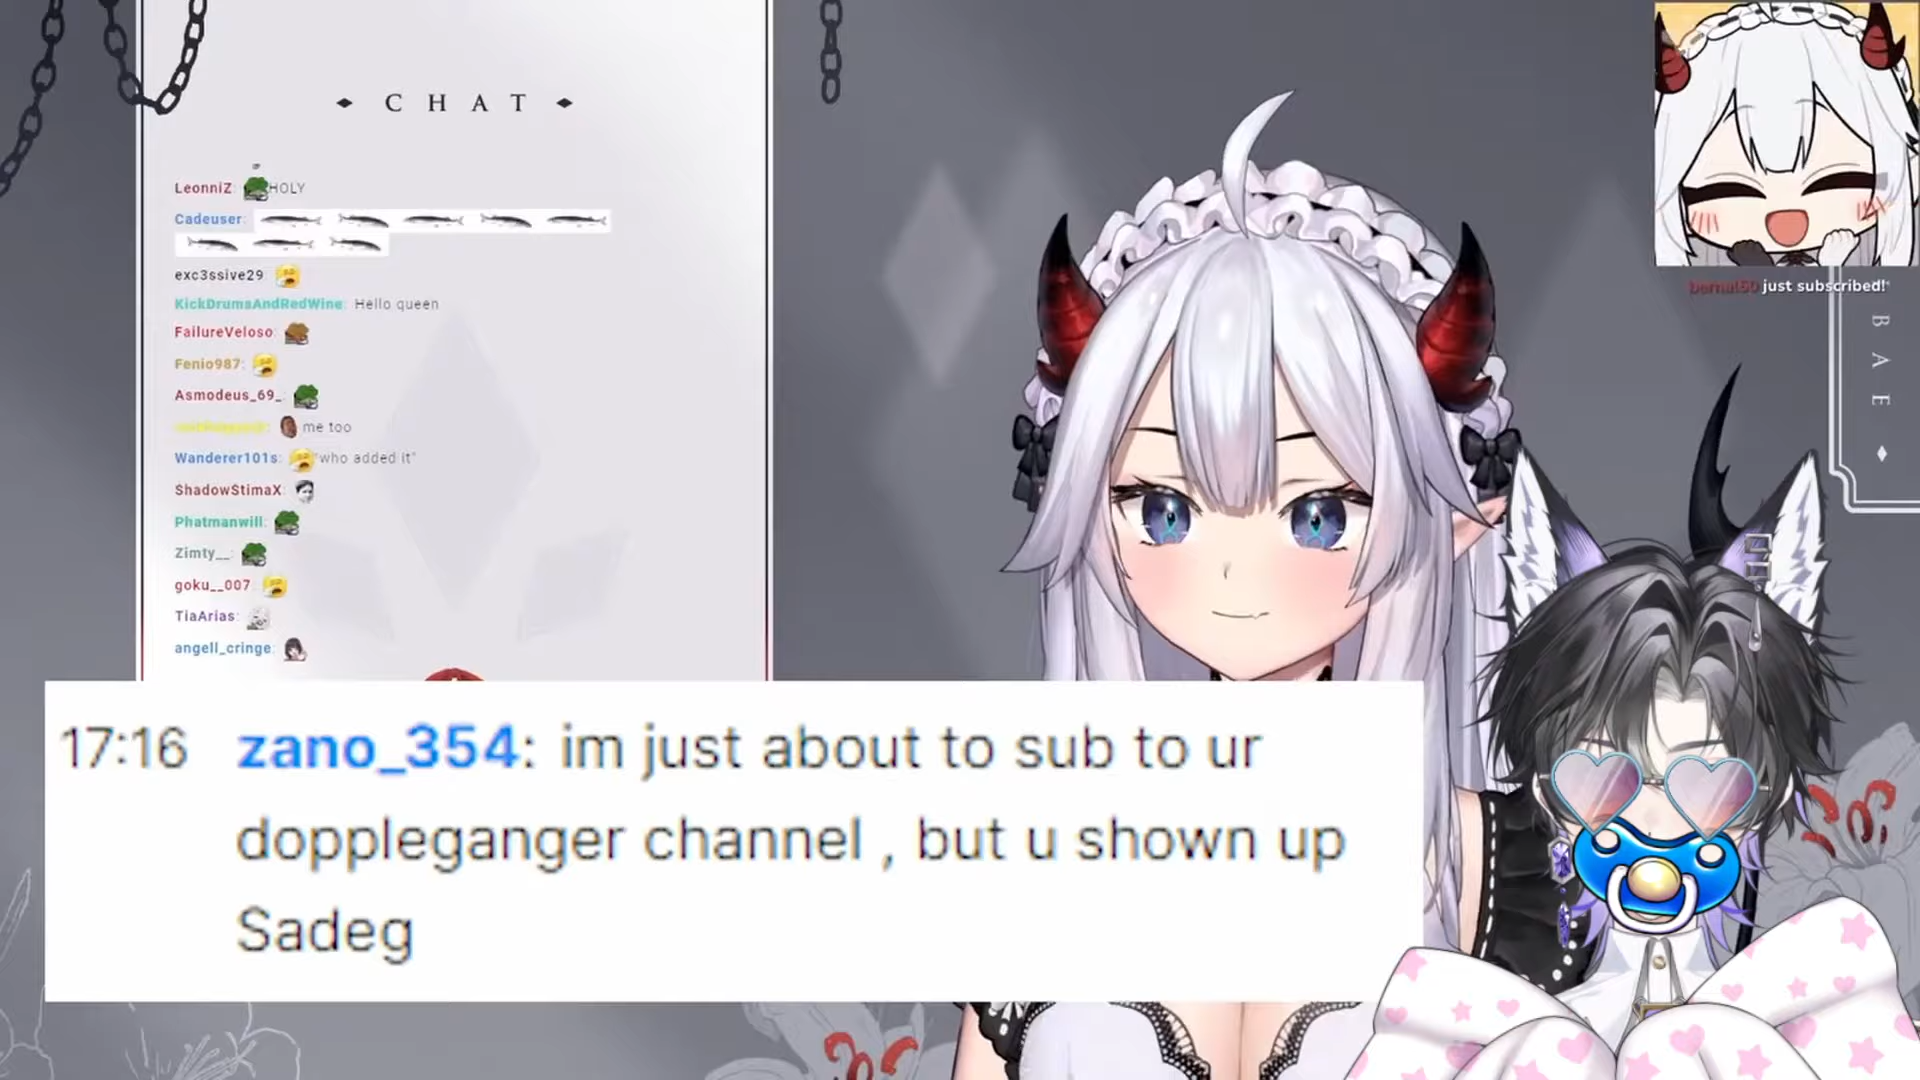 CHAT
LeonniZ: HOLY
Cadeuser:
exc3ssive29
KickDrumsAndRedWine: Hello queen
FailureVeloso:
Fenio987:
Asmodeus_69_:
me too
Wanderer101s: "who added it"
ShadowStimaX:
Phatmanwill:
Zimty__:
goku__007:
TiaArias:
angell_cringe:
bernal50 just subscribed!
BAE
17:16 zano_354: im just about to sub to ur
doppleganger channel , but u shown up
Sadeg